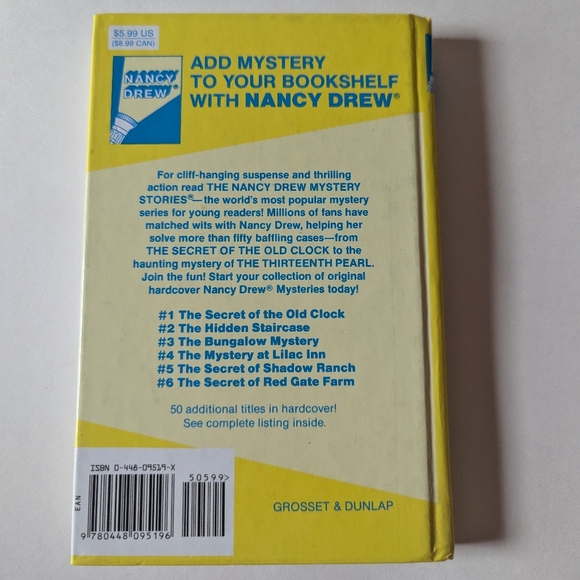 $5.99 US
($8.99 CAN)
NANCY
DREW®
ADD MYSTERY
TO YOUR BOOKSHELF
WITH NANCY DREW®
For cliff-hanging suspense and thrilling
action read THE NANCY DREW MYSTERY
STORIES®—the world's most popular mystery
series for young readers! Millions of fans have
matched wits with Nancy Drew, helping her
solve more than fifty baffling cases—from
THE SECRET OF THE OLD CLOCK to the
haunting mystery of THE THIRTEENTH PEARL.
Join the fun! Start your collection of original
hardcover Nancy Drew® Mysteries today!
#1 The Secret of the Old Clock
#2 The Hidden Staircase
#3 The Bungalow Mystery
#4 The Mystery at Lilac Inn
#5 The Secret of Shadow Ranch
#6 The Secret of Red Gate Farm
50 additional titles in hardcover!
See complete listing inside.
ISBN 0-448-09519-X
50599>
EAN
9 780448 095196
GROSSET & DUNLAP